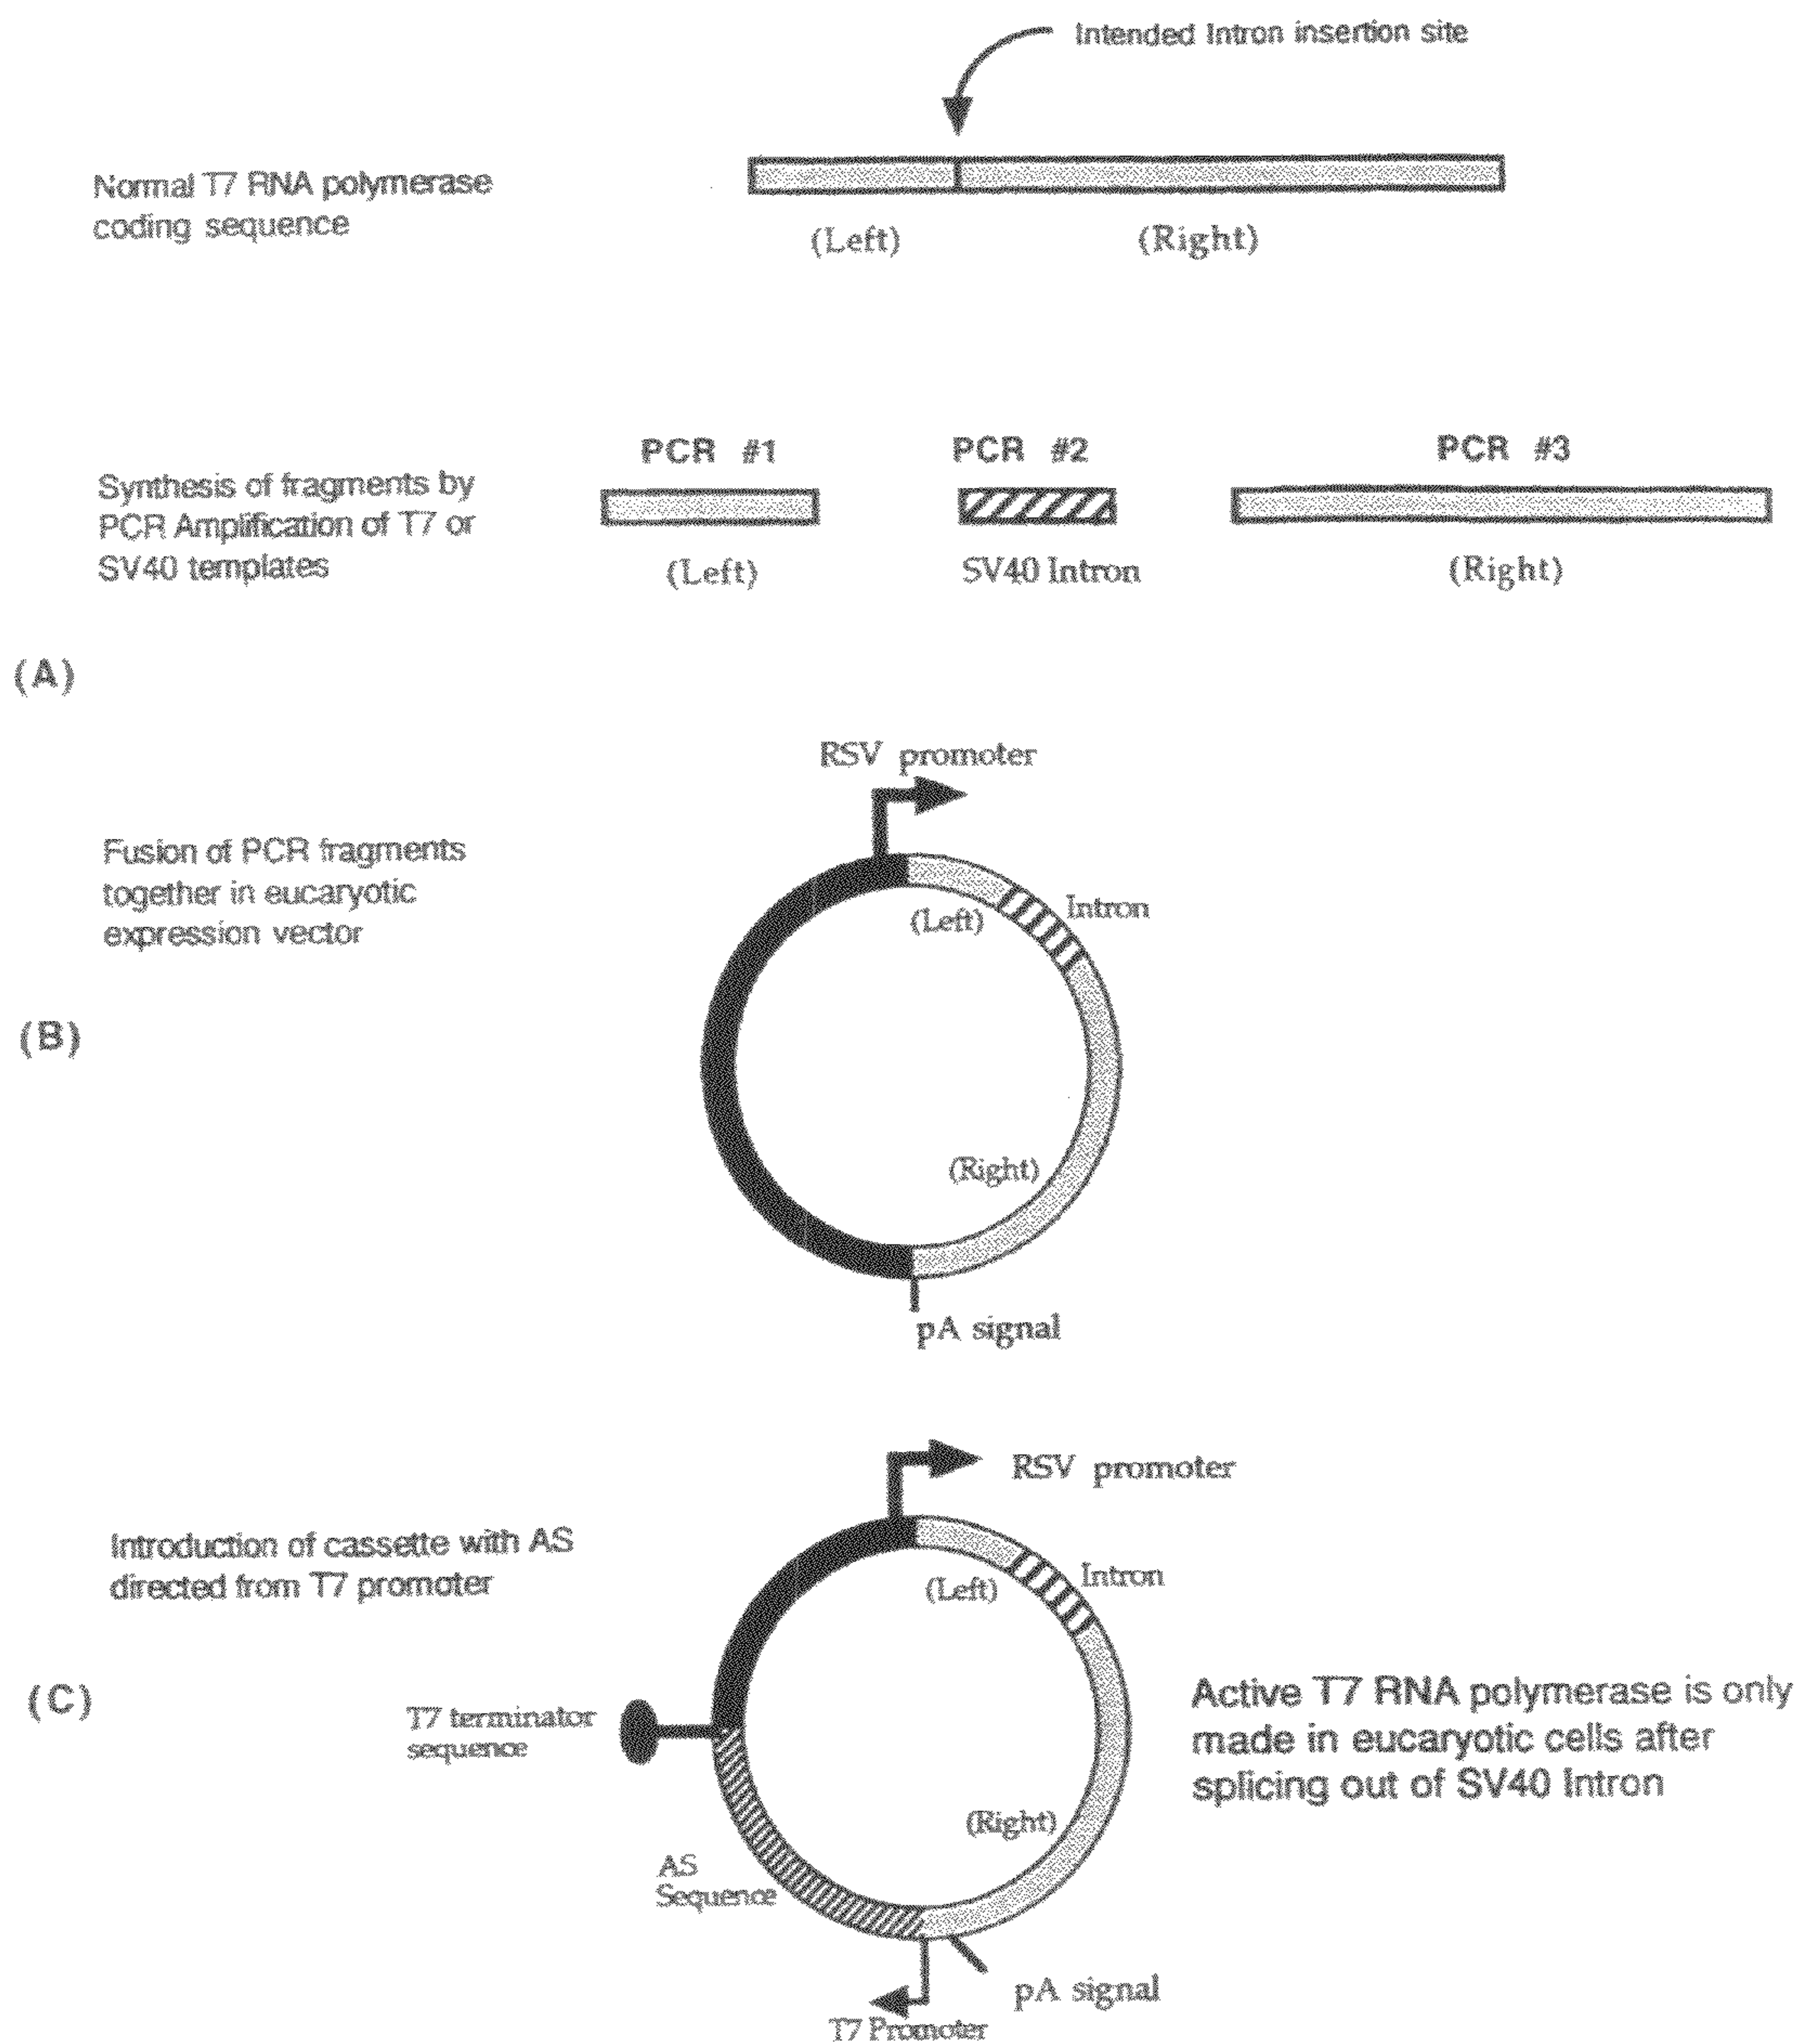 Intended Intron insertion site
Normal T7 RNA polymerase
coding sequence
(Left)
(Right)
PCR #1
PCR #2
PCR #3
Synthesis of fragments by
PCR Amplification of T7 or
SV40 templates
(Left)
SV40 Intron
(Right)
(A)
RSV promoter
Fusion of PCR fragments
together in eucaryotic
expression vector
(Left)
Intron
(B)
(Right)
pA signal
RSV promoter
Introduction of cassette with AS
directed from T7 promoter
(Left)
Intron
(C)
T7 terminator
sequence
Active T7 RNA polymerase is only
made in eucaryotic cells after
splicing out of SV40 Intron
(Right)
AS
Sequence
pA signal
T7 Promoter